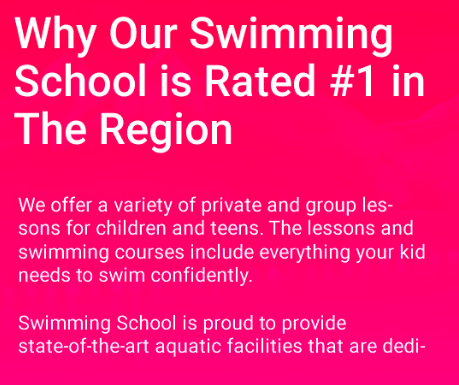 Why Our Swimming
School is Rated #1 in
The Region
We offer a variety of private and group les-
sons for children and teens. The lessons and
swimming courses include everything your kid
needs to swim confidently.
Swimming School is proud to provide
state-of-the-art aquatic facilities that are dedi-